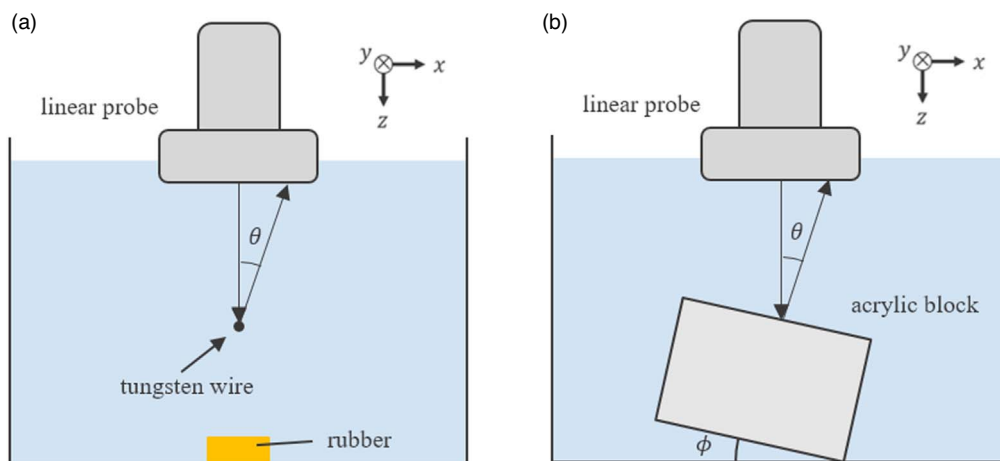 (a)
y
x
z
linear probe
θ
tungsten wire
rubber
(b)
y
x
z
linear probe
θ
acrylic block
ϕ